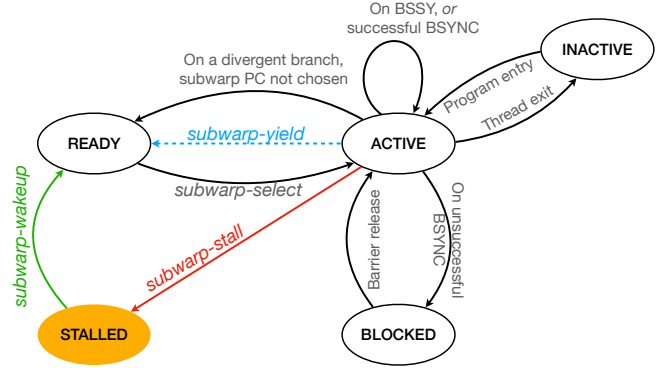 On BSSY, or
successful BSYNC
INACTIVE
On a divergent branch,
subwarp PC not chosen
Program entry
Thread exit
READY
subwarp-yield
ACTIVE
subwarp-select
subwarp-wakeup
subwarp-stall
Barrier release
On unsuccessful
BSYNC
STALLED
BLOCKED